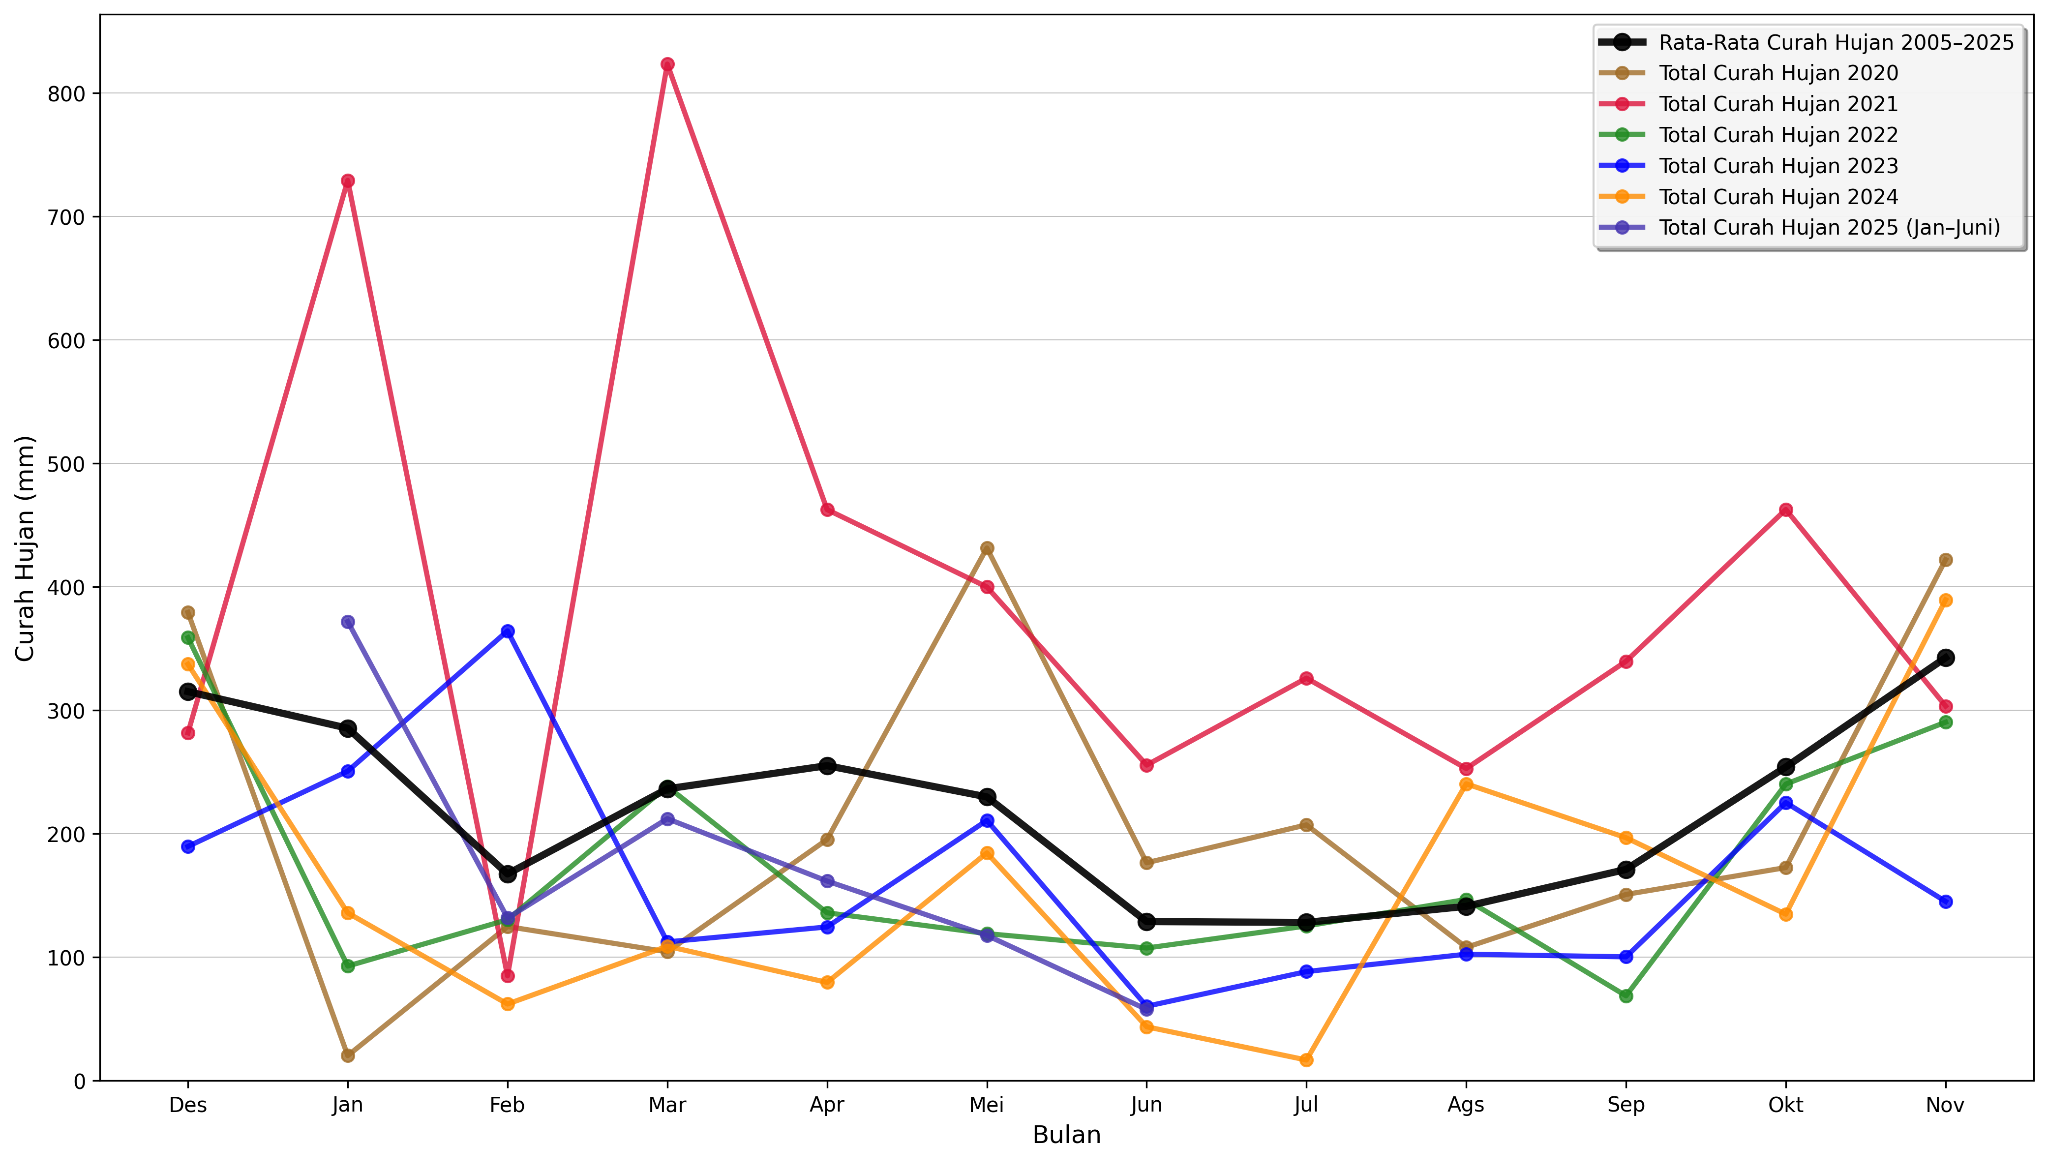 Rata-Rata Curah Hujan 2005–2025
Total Curah Hujan 2020
Total Curah Hujan 2021
Total Curah Hujan 2022
Total Curah Hujan 2023
Total Curah Hujan 2024
Total Curah Hujan 2025 (Jan–Juni)
Curah Hujan (mm)
800
700
600
500
400
300
200
100
0
Des Jan Feb Mar Apr Mei Jun Jul Ags Sep Okt Nov
Bulan